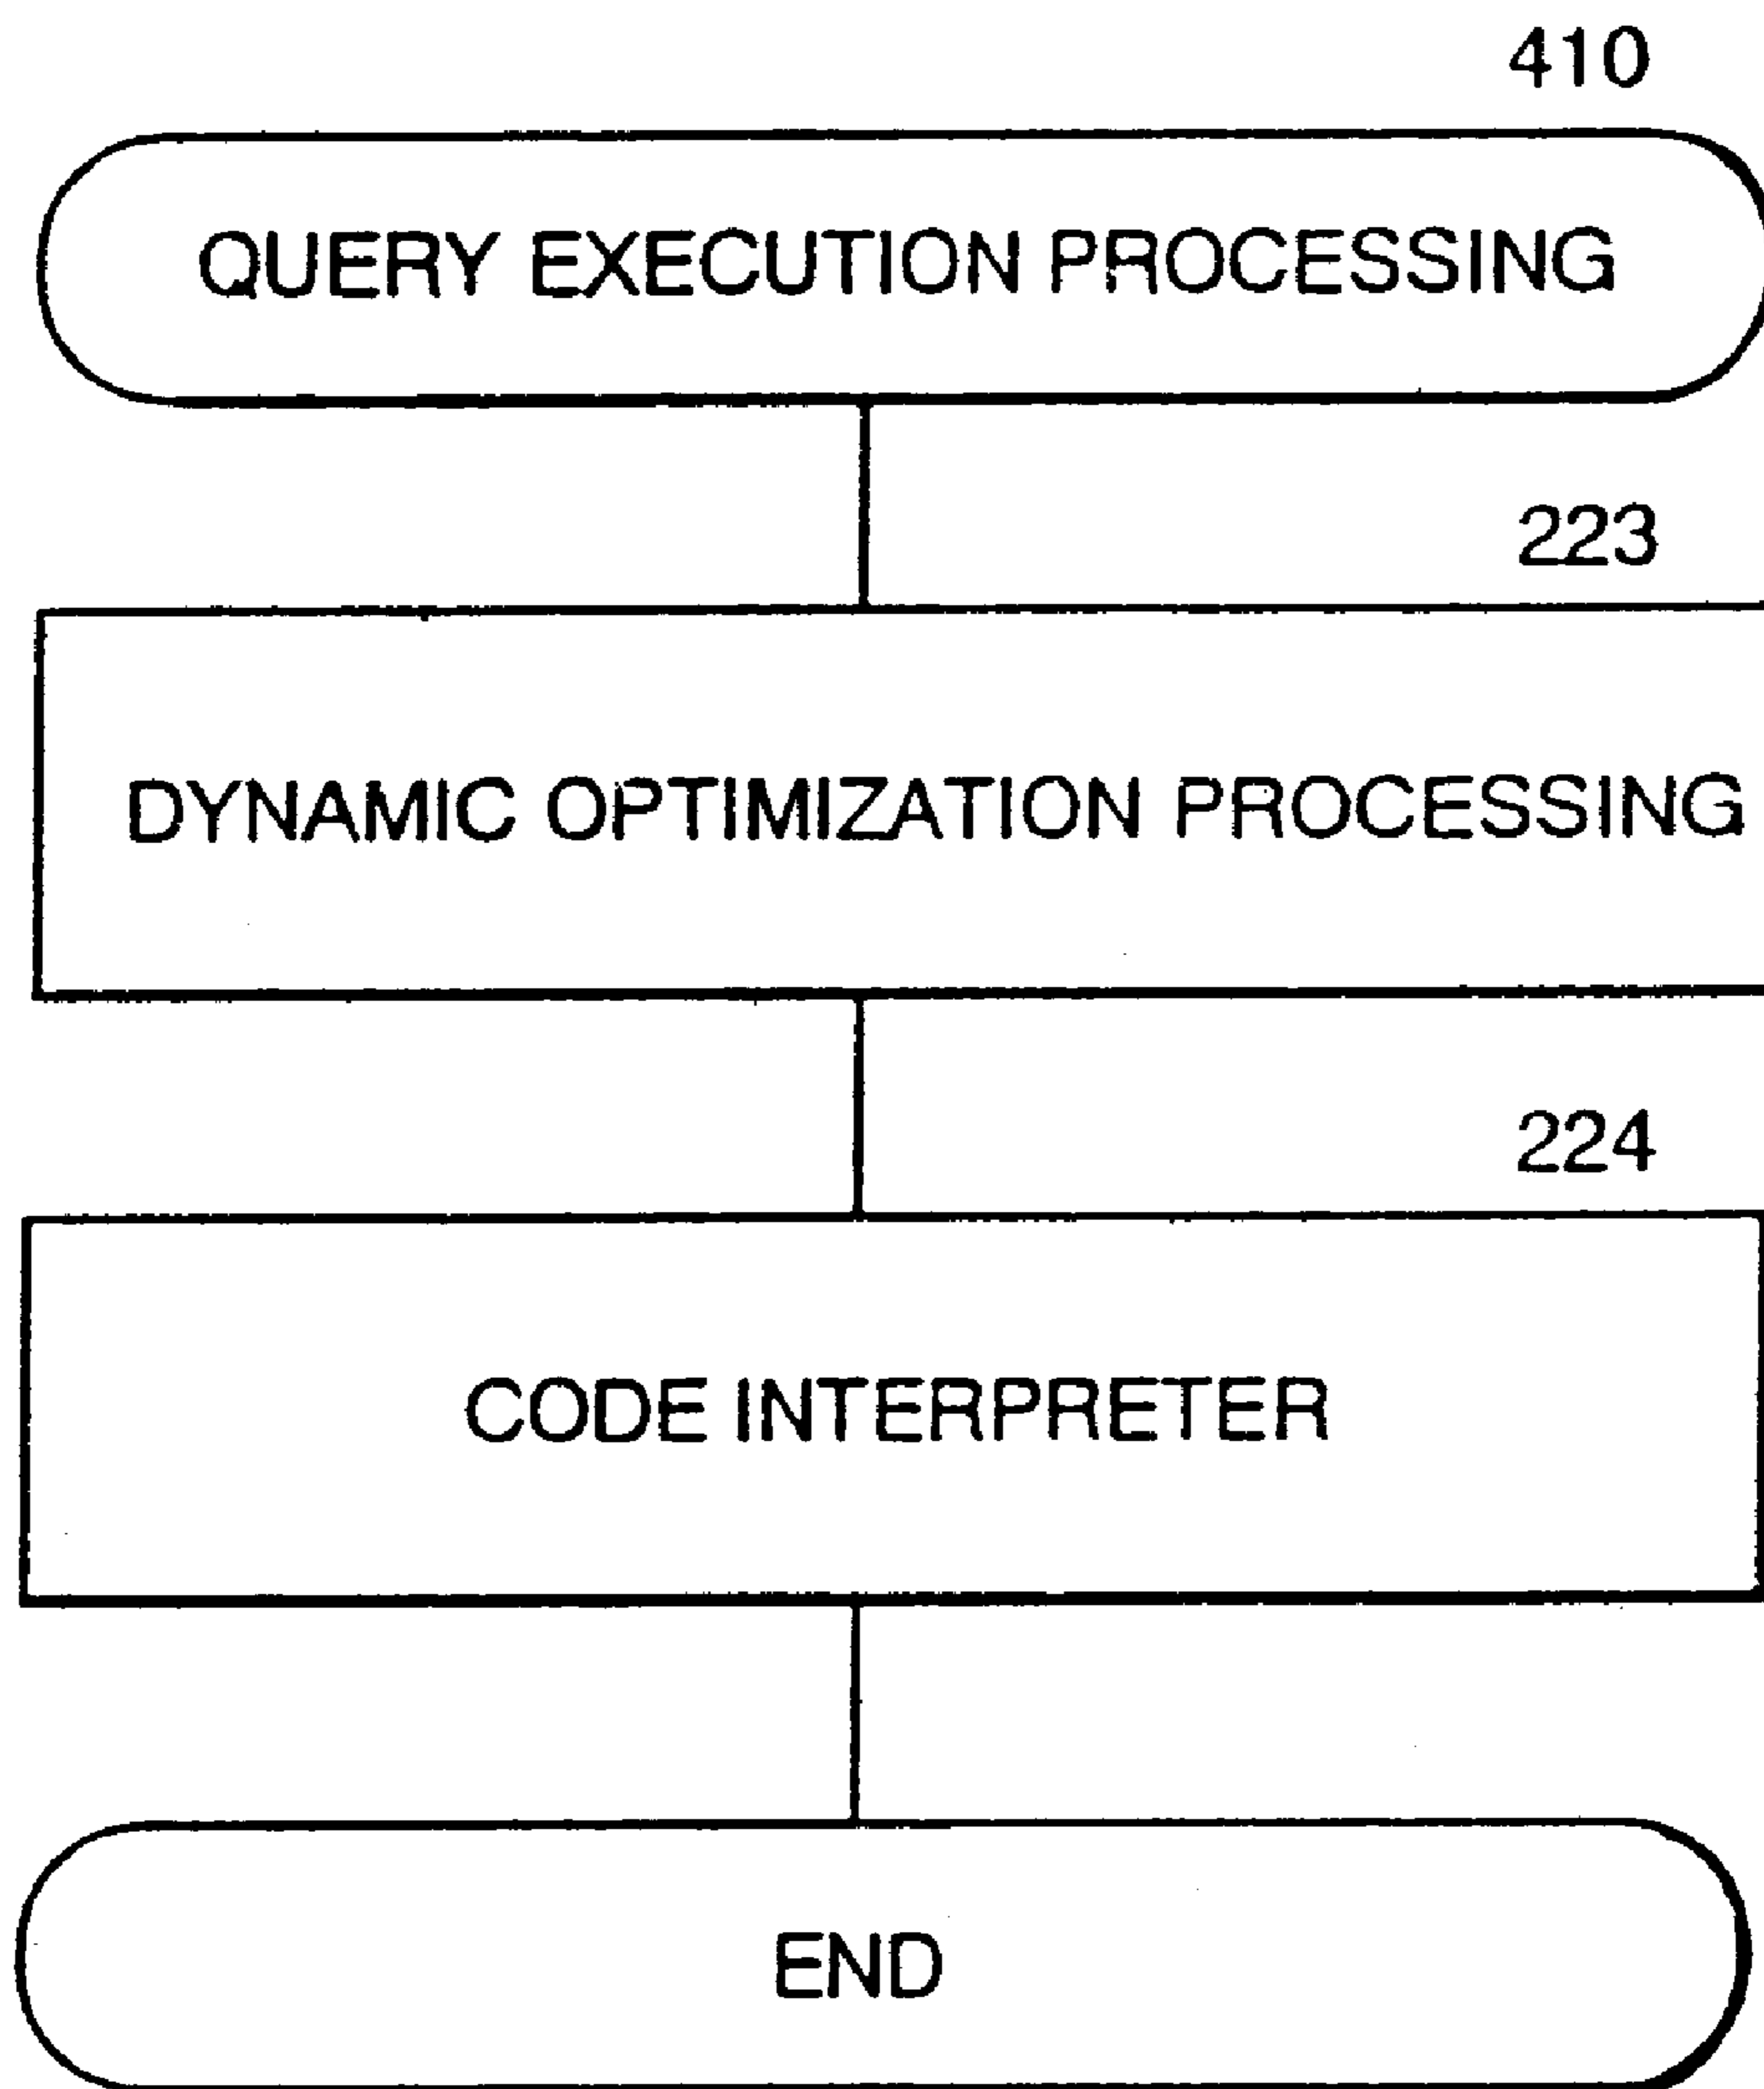 410
QUERY EXECUTION PROCESSING
223
DYNAMIC OPTIMIZATION PROCESSING
224
CODE INTERPRETER
END